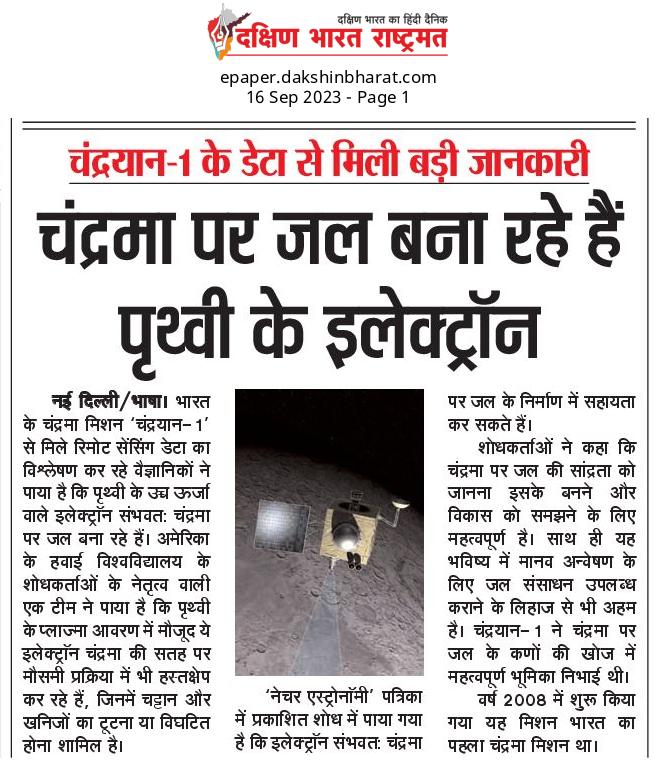 दक्षिण भारत का हिंदी दैनिक
दक्षिण भारत राष्ट्रमत
epaper.dakshinbharat.com
16 Sep 2023 - Page 1
चंद्रयान-1 के डेटा से मिली बड़ी जानकारी
चंद्रमा पर जल बना रहे हैं
पृथ्वी के इलेक्ट्रॉन
नई दिल्ली/भाषा। भारत
के चंद्रमा मिशन ‘चंद्रयान-1’
से मिले रिमोट सेंसिंग डेटा का
विश्लेषण कर रहे वैज्ञानिकों ने
पाया है कि पृथ्वी के उच्च ऊर्जा
वाले इलेक्ट्रॉन संभवत: चंद्रमा
पर जल बना रहे हैं। अमेरिका
के हवाई विश्वविद्यालय के
शोधकर्ताओं के नेतृत्व वाली
एक टीम ने पाया है कि पृथ्वी
के प्लाज्मा आवरण में मौजूद ये
इलेक्ट्रॉन चंद्रमा की सतह पर
मौसमी प्रक्रिया में भी हस्तक्षेप
कर रहे हैं, जिनमें चट्टान और
खनिजों का टूटना या विघटित
होना शामिल है।
‘नेचर एस्ट्रोनॉमी’ पत्रिका
में प्रकाशित शोध में पाया गया
है कि इलेक्ट्रॉन संभवत: चंद्रमा
पर जल के निर्माण में सहायता
कर सकते हैं।
शोधकर्ताओं ने कहा कि
चंद्रमा पर जल की सांद्रता को
जानना इसके बनने और
विकास को समझने के लिए
महत्वपूर्ण है। साथ ही यह
भविष्य में मानव अन्वेषण के
लिए जल संसाधन उपलब्ध
कराने के लिहाज से भी अहम
है। चंद्रयान-1 ने चंद्रमा पर
जल के कणों की खोज में
महत्वपूर्ण भूमिका निभाई थी।
वर्ष 2008 में शुरू किया
गया यह मिशन भारत का
पहला चंद्रमा मिशन था।